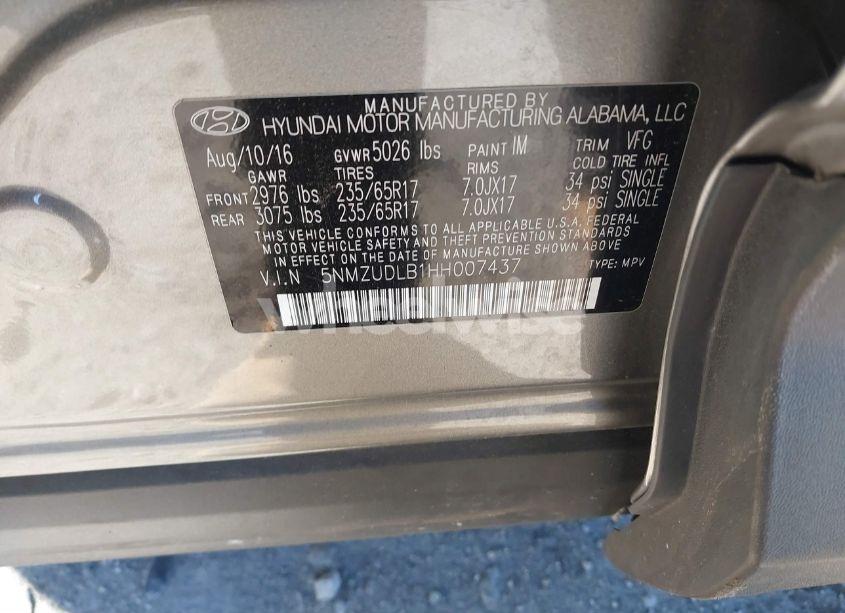 MANUFACTURED BY
HYUNDAI MOTOR MANUFACTURING ALABAMA, LLC
Aug/10/16 GVWR 5026 lbs PAINT IM TRIM VFG
GAWR TIRES RIMS COLD TIRE INFL
FRONT 2976 lbs 235/65R17 7.0JX17 34 psi SINGLE
REAR 3075 lbs 235/65R17 7.0JX17 34 psi SINGLE
THIS VEHICLE CONFORMS TO ALL APPLICABLE U.S.A. FEDERAL
MOTOR VEHICLE SAFETY AND THEFT PREVENTION STANDARDS
IN EFFECT ON THE DATE OF MANUFACTURE SHOWN ABOVE
V.I.N 5NMZUDLB1HH007437 TYPE: MPV
wheelwise